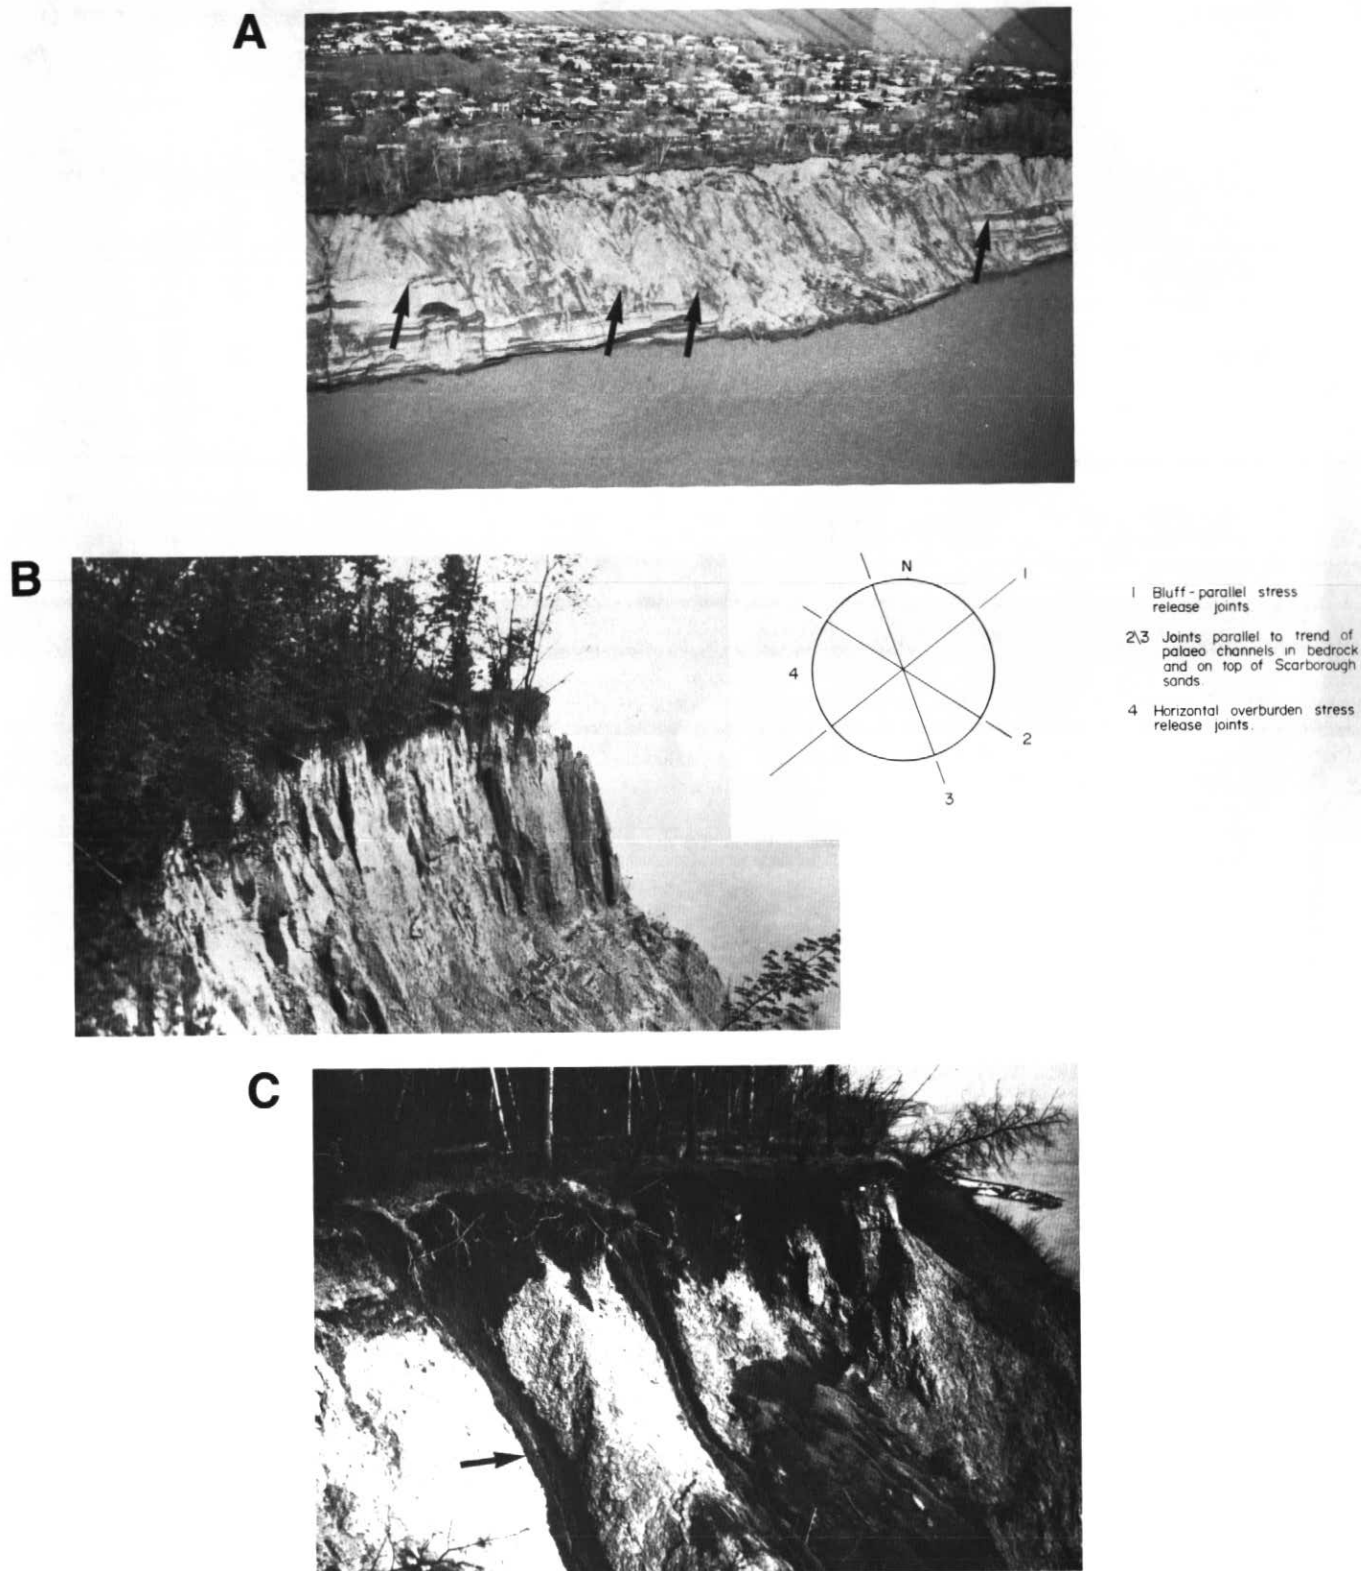 A
B
N
1
2
3
4
1 Bluff-parallel stress
release joints
2\3 Joints parallel to trend of
palaeo channels in bedrock
and on top of Scarborough
sands.
4 Horizontal overburden stress
release joints.
C